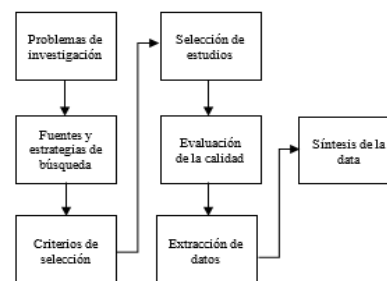 Problemas de
investigación
Fuentes y
estrategias de
búsqueda
Criterios de
selección
Selección de
estudios
Evaluación
de la calidad
Extracción de
datos
Síntesis de la
data